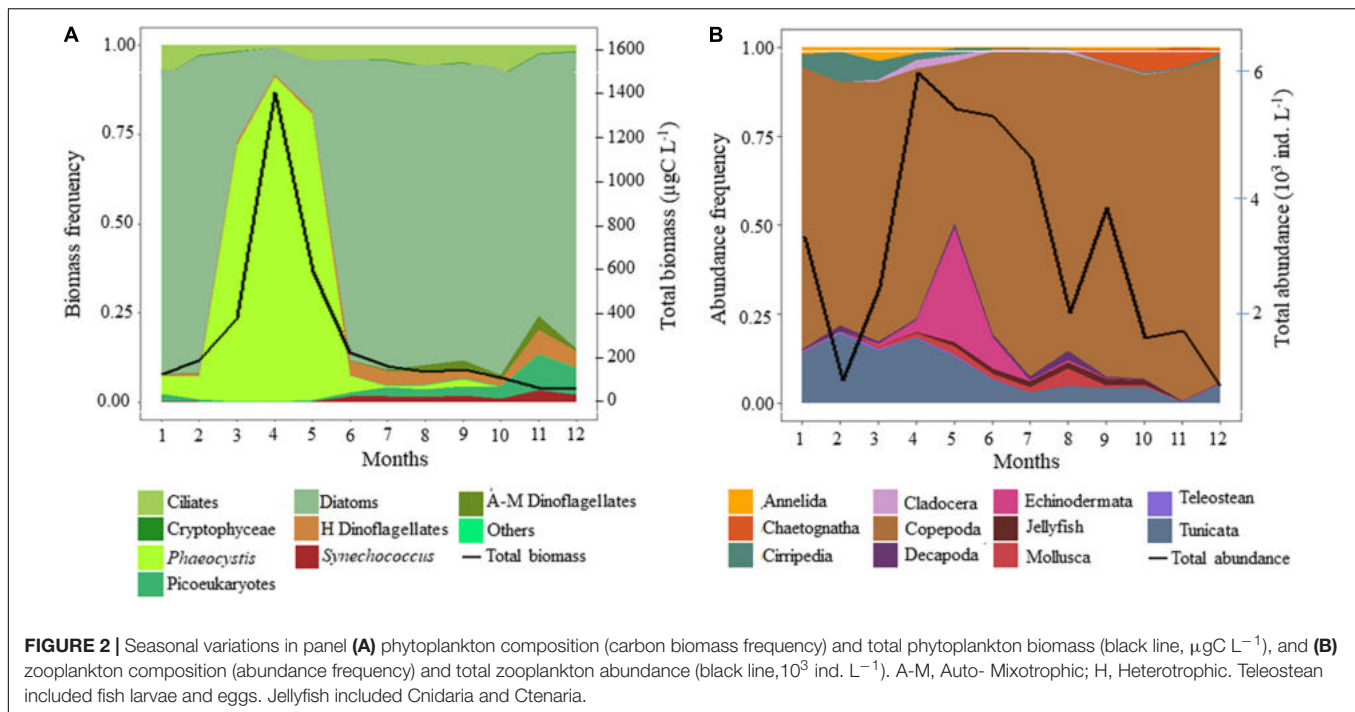 A
1.00
0.75
0.50
0.25
0.00
Biomass frequency
1600
1400
1200
1000
800
600
400
200
0
Total biomass (µgC L⁻¹)
1 2 3 4 5 6 7 8 9 10 11 12
Months
Ciliates
Cryptophyceae
Phaeocystis
Picoeukaryotes
Diatoms
H Dinoflagellates
Synechococcus
A-M Dinoflagellates
Others
Total biomass
B
1.00
0.75
0.50
0.25
0.00
Abundance frequency
6
4
2
Total abundance (10³ ind. L⁻¹)
1 2 3 4 5 6 7 8 9 10 11 12
Months
Annelida
Chaetognatha
Cirripedia
Cladocera
Copepoda
Decapoda
Echinodermata
Jellyfish
Mollusca
Teleostean
Tunicata
Total abundance
FIGURE 2 | Seasonal variations in panel (A) phytoplankton composition (carbon biomass frequency) and total phytoplankton biomass (black line, µgC L⁻¹), and (B)
zooplankton composition (abundance frequency) and total zooplankton abundance (black line,10³ ind. L⁻¹). A-M, Auto- Mixotrophic; H, Heterotrophic. Teleostean
included fish larvae and eggs. Jellyfish included Cnidaria and Ctenaria.